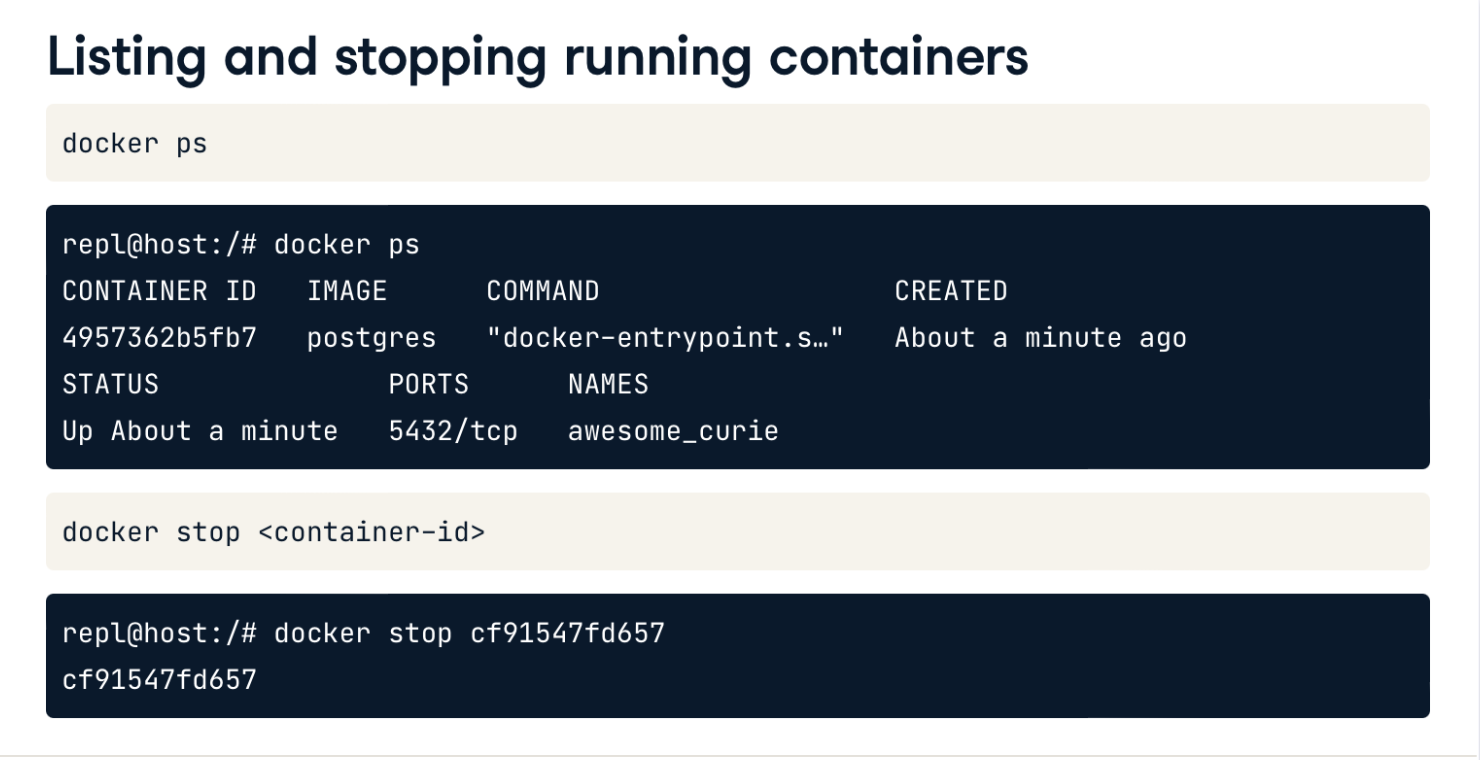 Listing and stopping running containers
docker ps
repl@host:/# docker ps
CONTAINER ID   IMAGE      COMMAND                  CREATED
4957362b5fb7   postgres   "docker-entrypoint.s…"   About a minute ago
STATUS              PORTS      NAMES
Up About a minute   5432/tcp   awesome_curie
docker stop <container-id>
repl@host:/# docker stop cf91547fd657
cf91547fd657